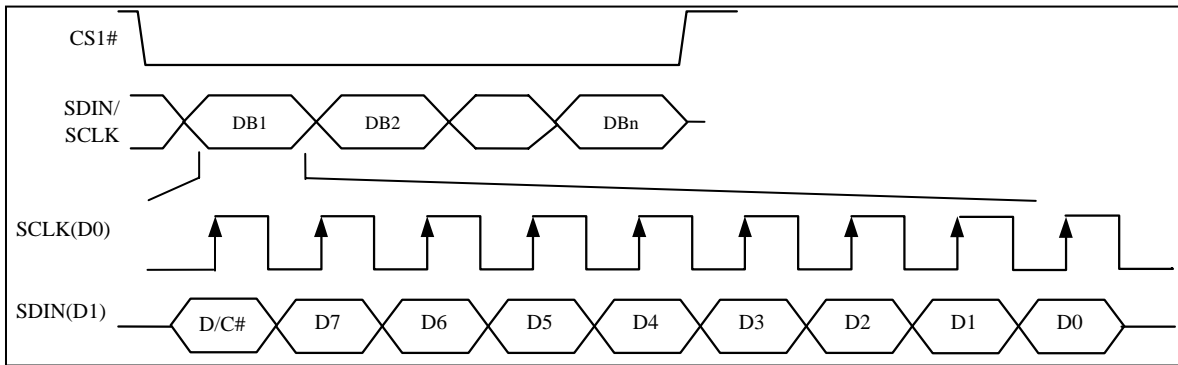 CS1#
SDIN/
SCLK
DB1 DB2 DBn
SCLK(D0)
SDIN(D1)
D/C# D7 D6 D5 D4 D3 D2 D1 D0